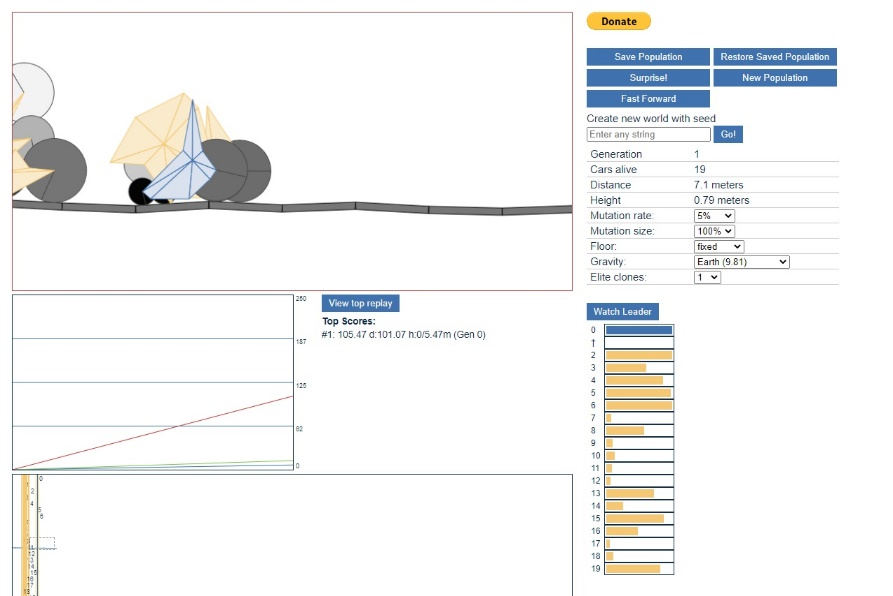 Donate
Save Population Restore Saved Population
Surprise! New Population
Fast Forward
Create new world with seed
Enter any string Go!
Generation 1
Cars alive 19
Distance 7.1 meters
Height 0.79 meters
Mutation rate: 5%
Mutation size: 100%
Floor: fixed
Gravity: Earth (9.81)
Elite clones: 1
View top replay
Top Scores:
#1: 105.47 d:101.07 h:0/5.47m (Gen 0)
250
187
125
62
0
Watch Leader
0
†
2
3
4
5
6
7
8
9
10
11
12
13
14
15
16
17
18
19
0
2
4
5
6
12